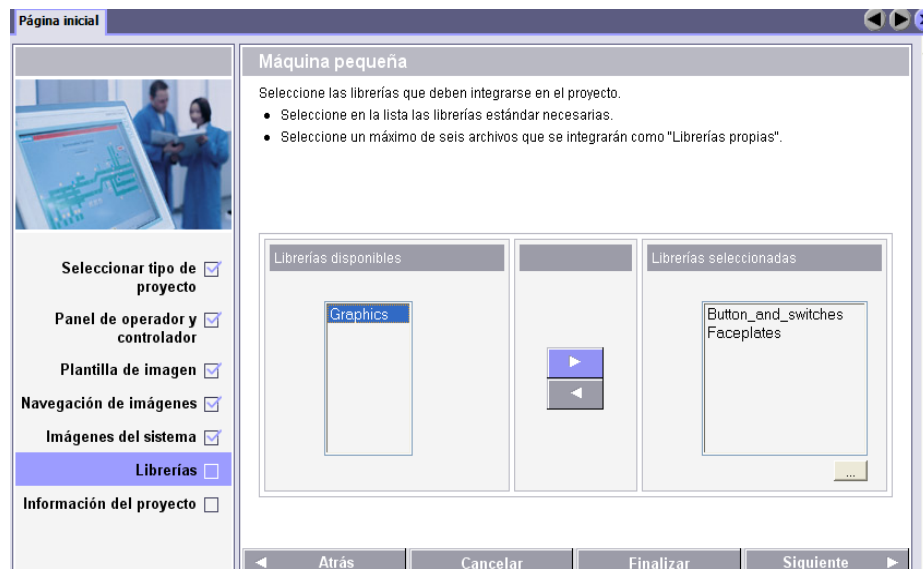 Página inicial
Máquina pequeña
Seleccione las librerías que deben integrarse en el proyecto.
• Seleccione en la lista las librerías estándar necesarias.
• Seleccione un máximo de seis archivos que se integrarán como "Librerías propias".
Seleccionar tipo de
proyecto
Panel de operador y
controlador
Plantilla de imagen
Navegación de imágenes
Imágenes del sistema
Librerías
Información del proyecto
Librerías disponibles
Graphics
Librerías seleccionadas
Button_and_switches
Faceplates
...
Atrás
Cancelar
Finalizar
Siguiente